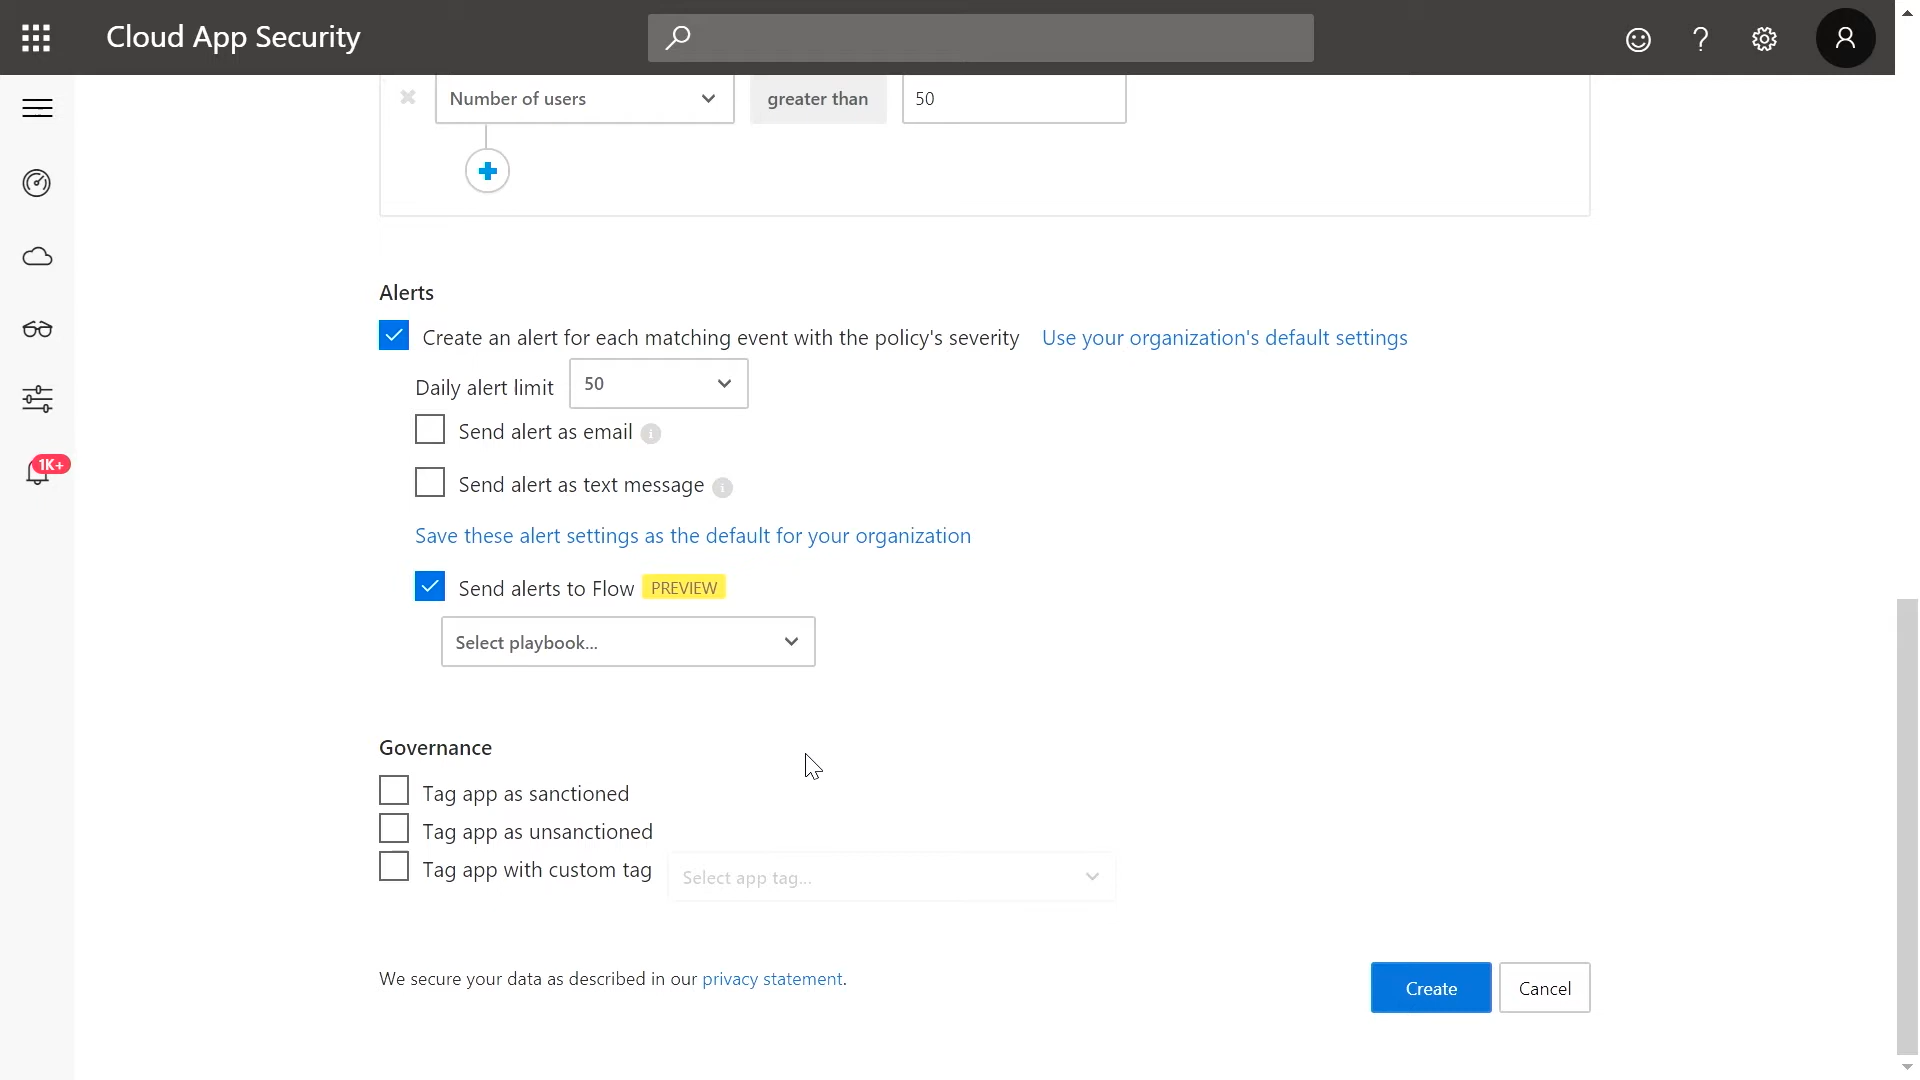 Cloud App Security
Number of users greater than 50
1K+
Alerts
Create an alert for each matching event with the policy's severity Use your organization's default settings
Daily alert limit 50
Send alert as email
Send alert as text message
Save these alert settings as the default for your organization
Send alerts to Flow PREVIEW
Select playbook...
Governance
Tag app as sanctioned
Tag app as unsanctioned
Tag app with custom tag Select app tag...
We secure your data as described in our privacy statement.
Create Cancel